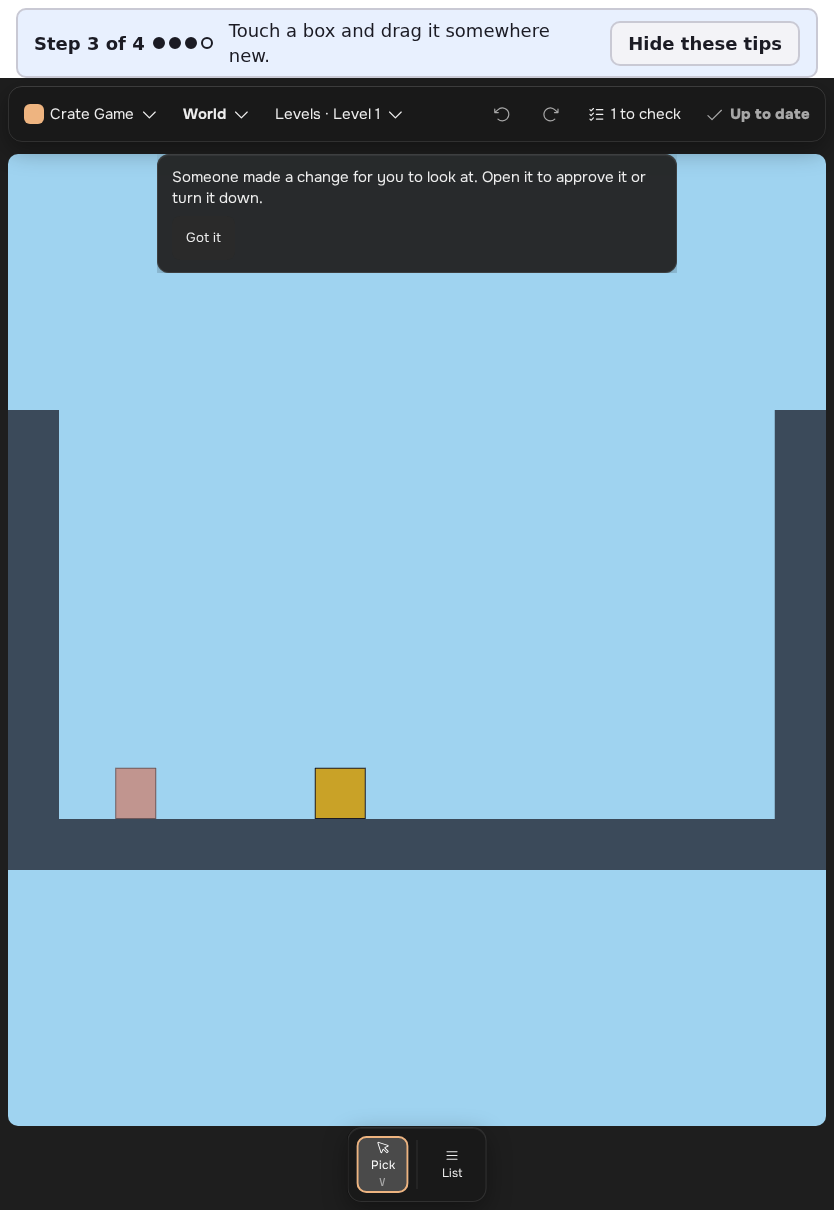 Step 3 of 4
Touch a box and drag it somewhere
new.
Hide these tips
Crate Game
World
Levels · Level 1
1 to check
Up to date
Someone made a change for you to look at. Open it to approve it or
turn it down.
Got it
Pick
V
List